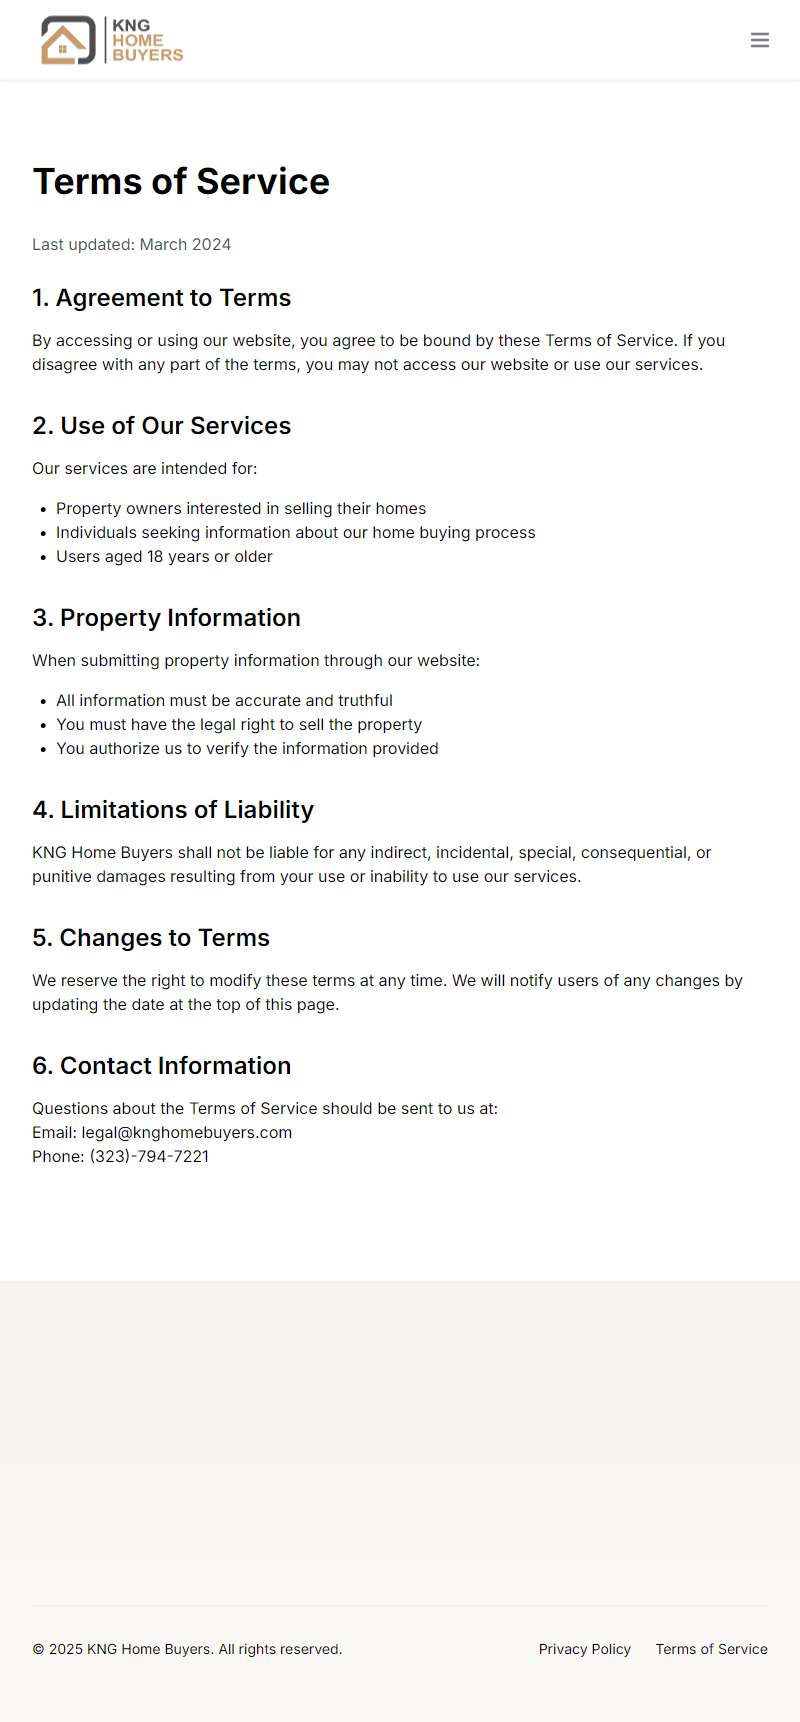 KNG
HOME
BUYERS
Terms of Service
Last updated: March 2024
1. Agreement to Terms
By accessing or using our website, you agree to be bound by these Terms of Service. If you
disagree with any part of the terms, you may not access our website or use our services.
2. Use of Our Services
Our services are intended for:
• Property owners interested in selling their homes
• Individuals seeking information about our home buying process
• Users aged 18 years or older
3. Property Information
When submitting property information through our website:
• All information must be accurate and truthful
• You must have the legal right to sell the property
• You authorize us to verify the information provided
4. Limitations of Liability
KNG Home Buyers shall not be liable for any indirect, incidental, special, consequential, or
punitive damages resulting from your use or inability to use our services.
5. Changes to Terms
We reserve the right to modify these terms at any time. We will notify users of any changes by
updating the date at the top of this page.
6. Contact Information
Questions about the Terms of Service should be sent to us at:
Email: legal@knghomebuyers.com
Phone: (323)-794-7221
© 2025 KNG Home Buyers. All rights reserved.
Privacy Policy
Terms of Service